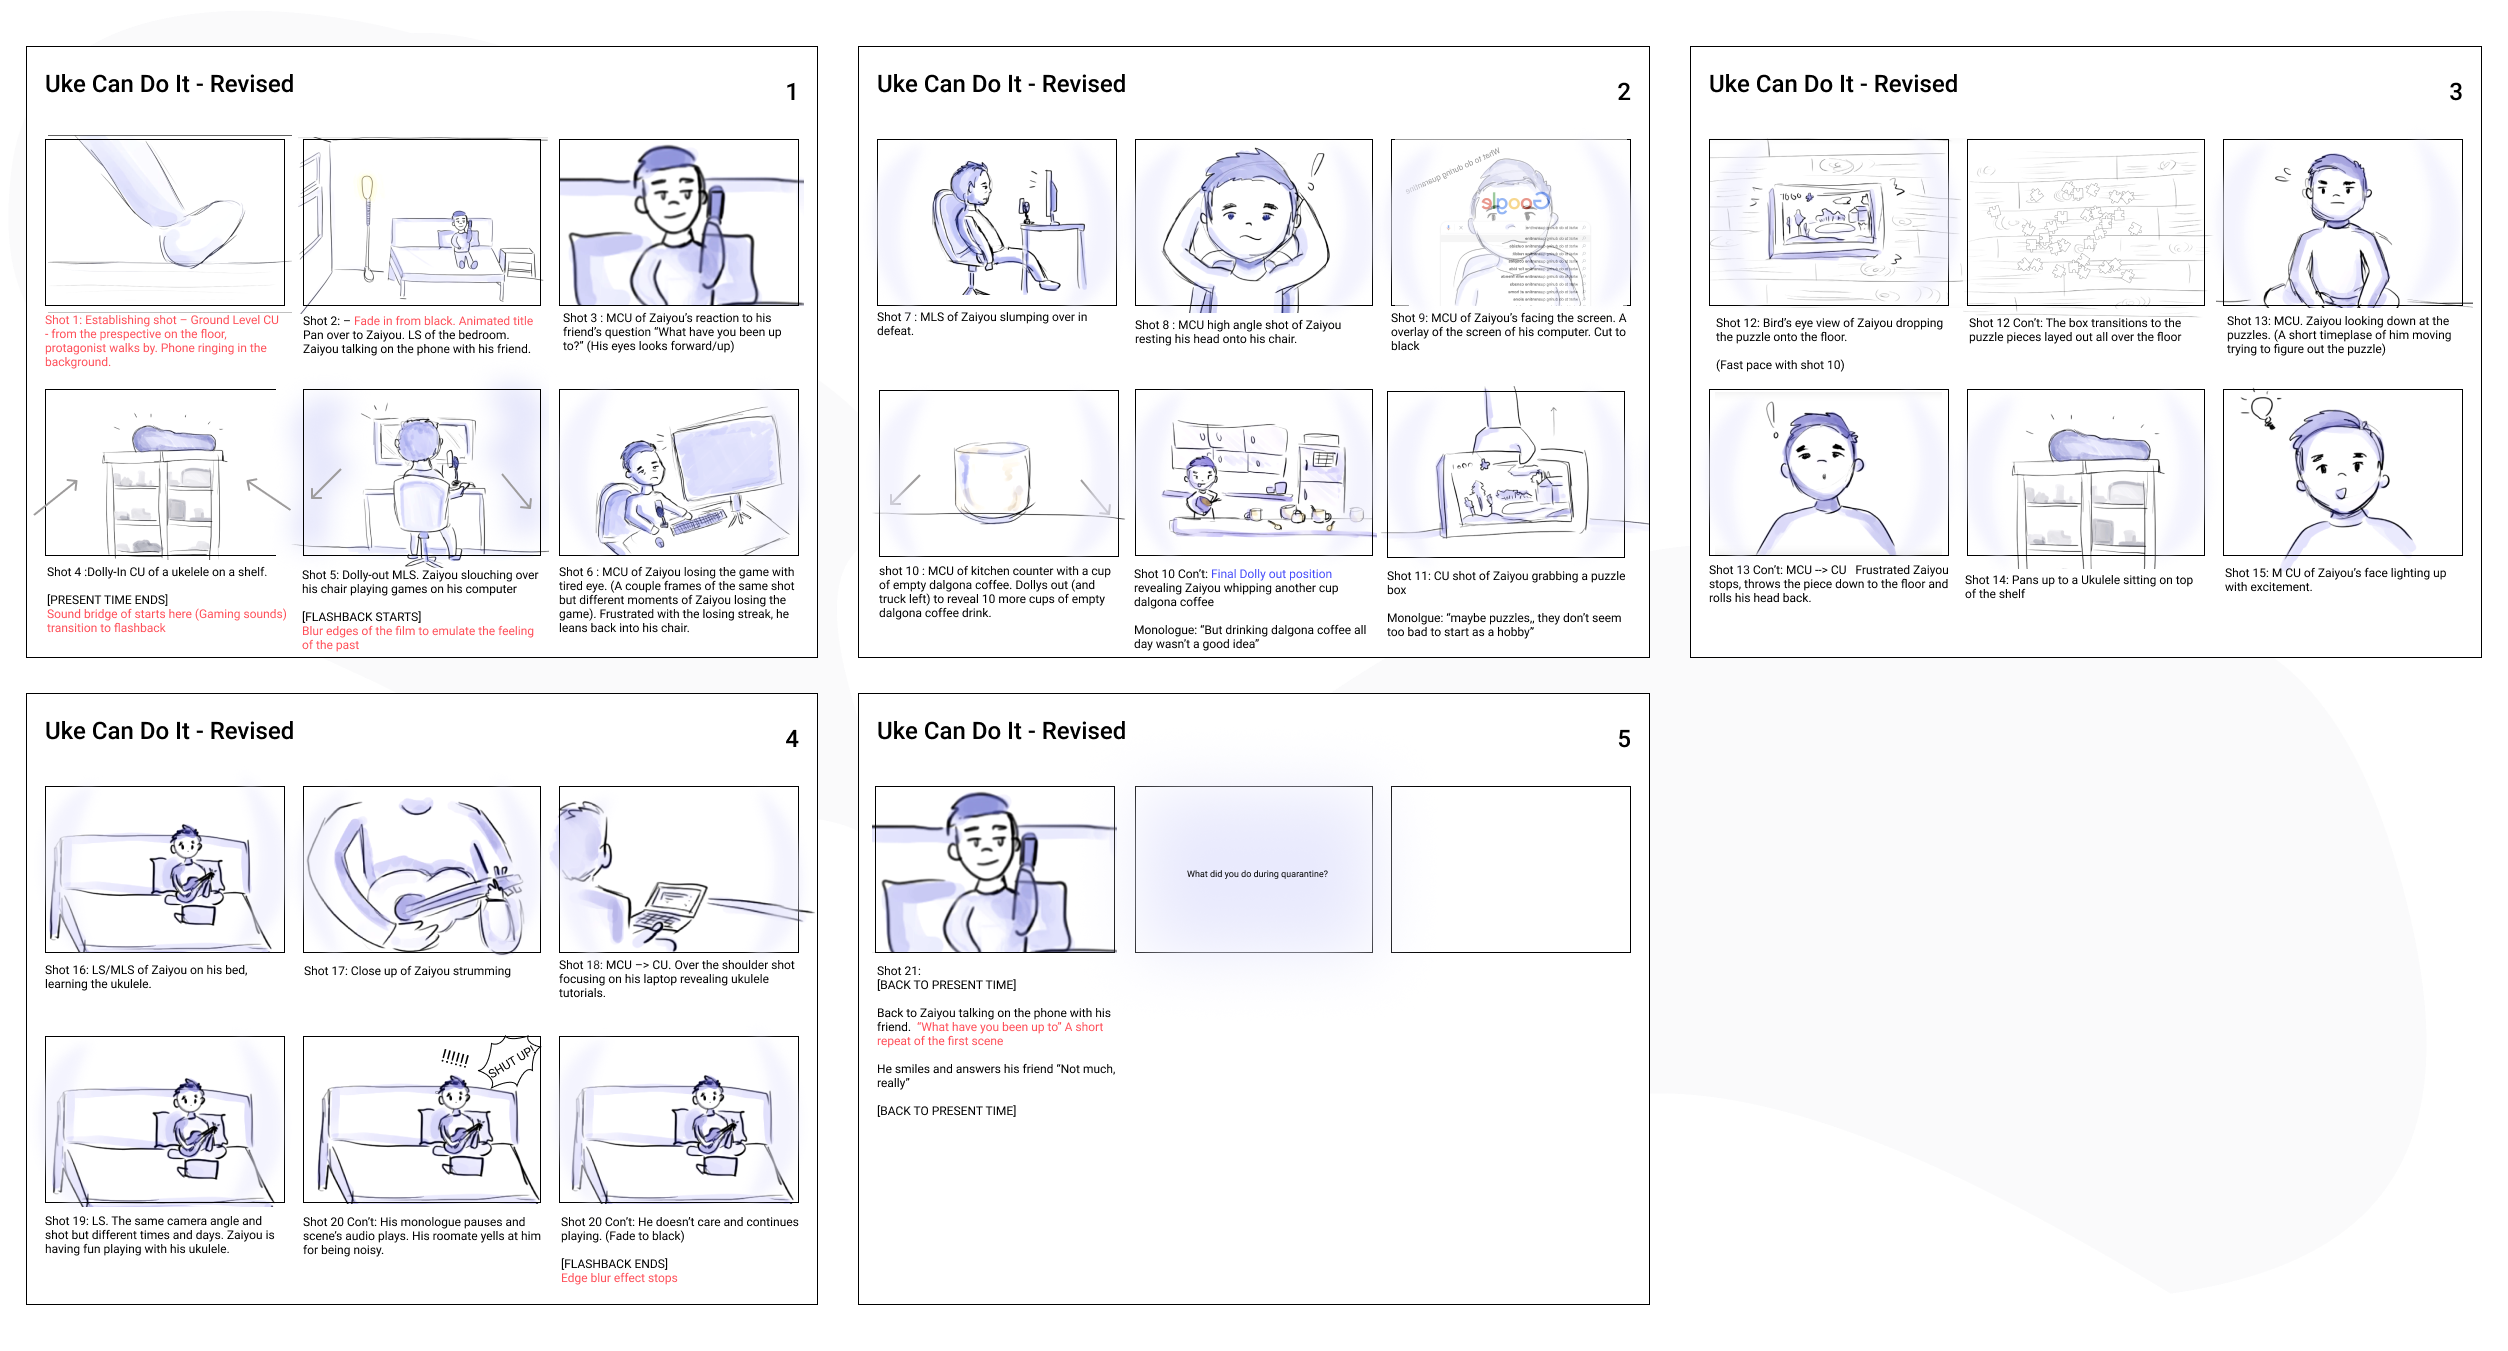 Uke Can Do It - Revised
1
Shot 1: Establishing shot – Ground Level CU
- from the prespective on the floor,
protagonist walks by. Phone ringing in the
background.
Shot 2: – Fade in from black. Animated title
Pan over to Zaiyou. LS of the bedroom.
Zaiyou talking on the phone with his friend.
Shot 3 : MCU of Zaiyou's reaction to his
friend's question “What have you been up
to?” (His eyes looks forward/up)
Shot 4 :Dolly-In CU of a ukelele on a shelf.
[PRESENT TIME ENDS]
Sound bridge of starts here (Gaming sounds)
transition to flashback
Shot 5: Dolly-out MLS. Zaiyou slouching over
his chair playing games on his computer
[FLASHBACK STARTS]
Blur edges of the film to emulate the feeling
of the past
Shot 6 : MCU of Zaiyou losing the game with
tired eye. (A couple frames of the same shot
but different moments of Zaiyou losing the
game). Frustrated with the losing streak, he
leans back into his chair.
Uke Can Do It - Revised
2
What to do during quarantine
Google
Shot 7 : MLS of Zaiyou slumping over in
defeat.
Shot 8 : MCU high angle shot of Zaiyou
resting his head onto his chair.
Shot 9: MCU of Zaiyou's facing the screen. A
overlay of the screen of his computer. Cut to
black
shot 10 : MCU of kitchen counter with a cup
of empty dalgona coffee. Dollys out (and
truck left) to reveal 10 more cups of empty
dalgona coffee drink.
Shot 10 Con't: Final Dolly out position
revealing Zaiyou whipping another cup
dalgona coffee
Monologue: “But drinking dalgona coffee all
day wasn't a good idea”
Shot 11: CU shot of Zaiyou grabbing a puzzle
box
Monolgue: “maybe puzzles,, they don't seem
too bad to start as a hobby”
Uke Can Do It - Revised
3
Shot 12: Bird's eye view of Zaiyou dropping
the puzzle onto the floor.
(Fast pace with shot 10)
Shot 12 Con't: The box transitions to the
puzzle pieces layed out all over the floor
Shot 13: MCU. Zaiyou looking down at the
puzzles. (A short timeplase of him moving
trying to figure out the puzzle)
Shot 13 Con't: MCU --> CU Frustrated Zaiyou
stops, throws the piece down to the floor and
rolls his head back.
Shot 14: Pans up to a Ukulele sitting on top
of the shelf
Shot 15: M CU of Zaiyou's face lighting up
with excitement.
Uke Can Do It - Revised
4
Shot 16: LS/MLS of Zaiyou on his bed,
learning the ukulele.
Shot 17: Close up of Zaiyou strumming
Shot 18: MCU –> CU. Over the shoulder shot
focusing on his laptop revealing ukulele
tutorials.
!!!!!!
SHUT UP!
Shot 19: LS. The same camera angle and
shot but different times and days. Zaiyou is
having fun playing with his ukulele.
Shot 20 Con't: His monologue pauses and
scene's audio plays. His roomate yells at him
for being noisy.
Shot 20 Con't: He doesn't care and continues
playing. (Fade to black)
[FLASHBACK ENDS]
Edge blur effect stops
Uke Can Do It - Revised
5
What did you do during quarantine?
Shot 21:
[BACK TO PRESENT TIME]
Back to Zaiyou talking on the phone with his
friend. “What have you been up to” A short
repeat of the first scene
He smiles and answers his friend “Not much,
really”
[BACK TO PRESENT TIME]